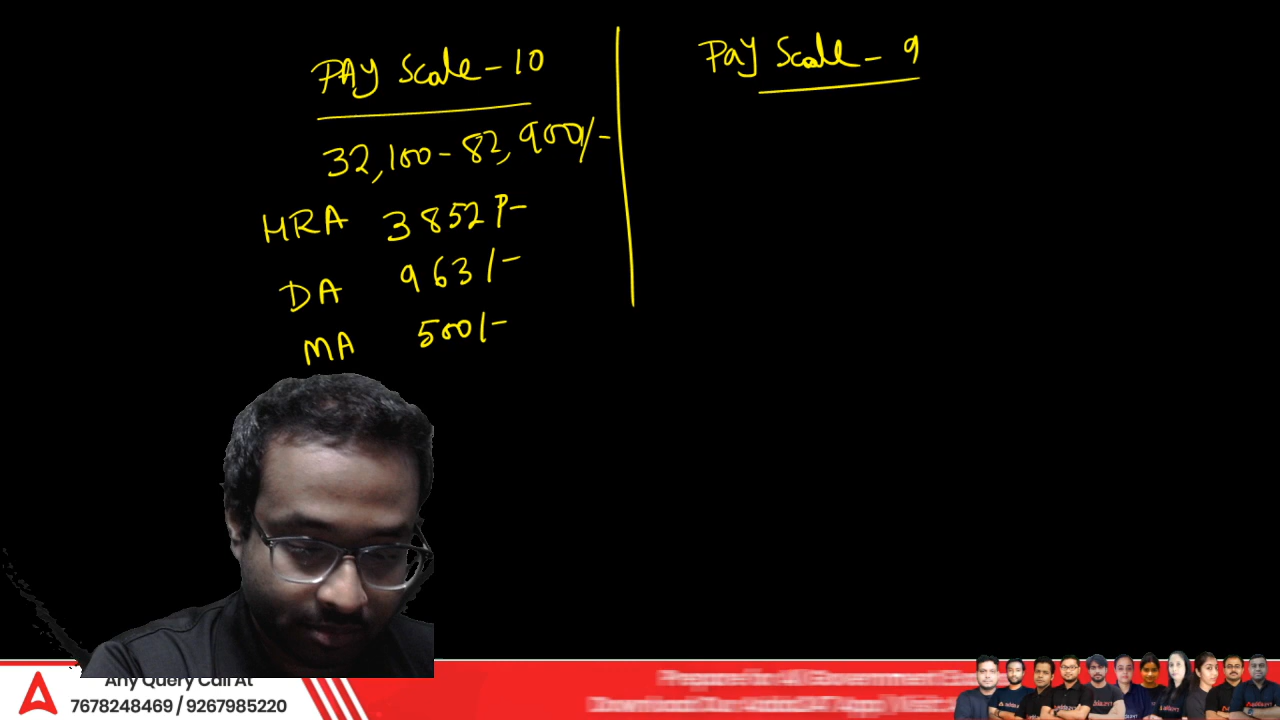 PAY Scale - 10
32,100 - 82,900/-
HRA 3852/-
DA 963/-
MA 500/-
Pay Scale - 9
Any Query Call At
7678248469 / 9267985220